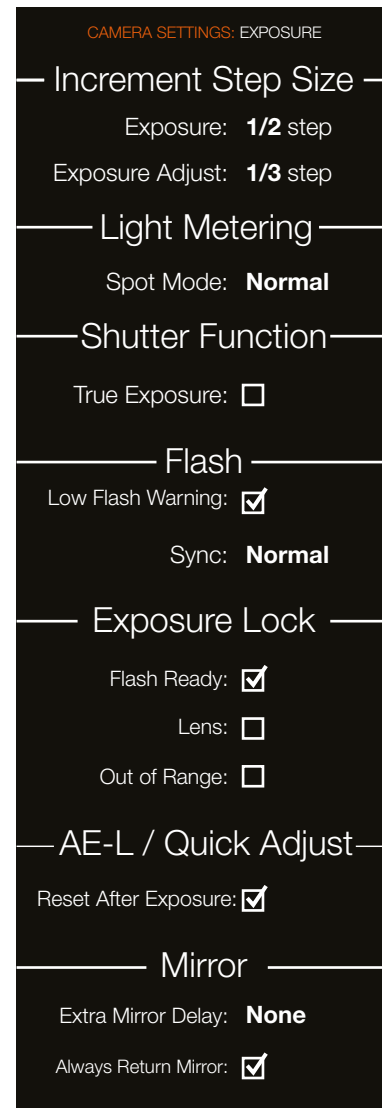 CAMERA SETTINGS: EXPOSURE
Increment Step Size
Exposure: 1/2 step
Exposure Adjust: 1/3 step
Light Metering
Spot Mode: Normal
Shutter Function
True Exposure:
Flash
Low Flash Warning:
Sync: Normal
Exposure Lock
Flash Ready:
Lens:
Out of Range:
AE-L / Quick Adjust
Reset After Exposure:
Mirror
Extra Mirror Delay: None
Always Return Mirror: